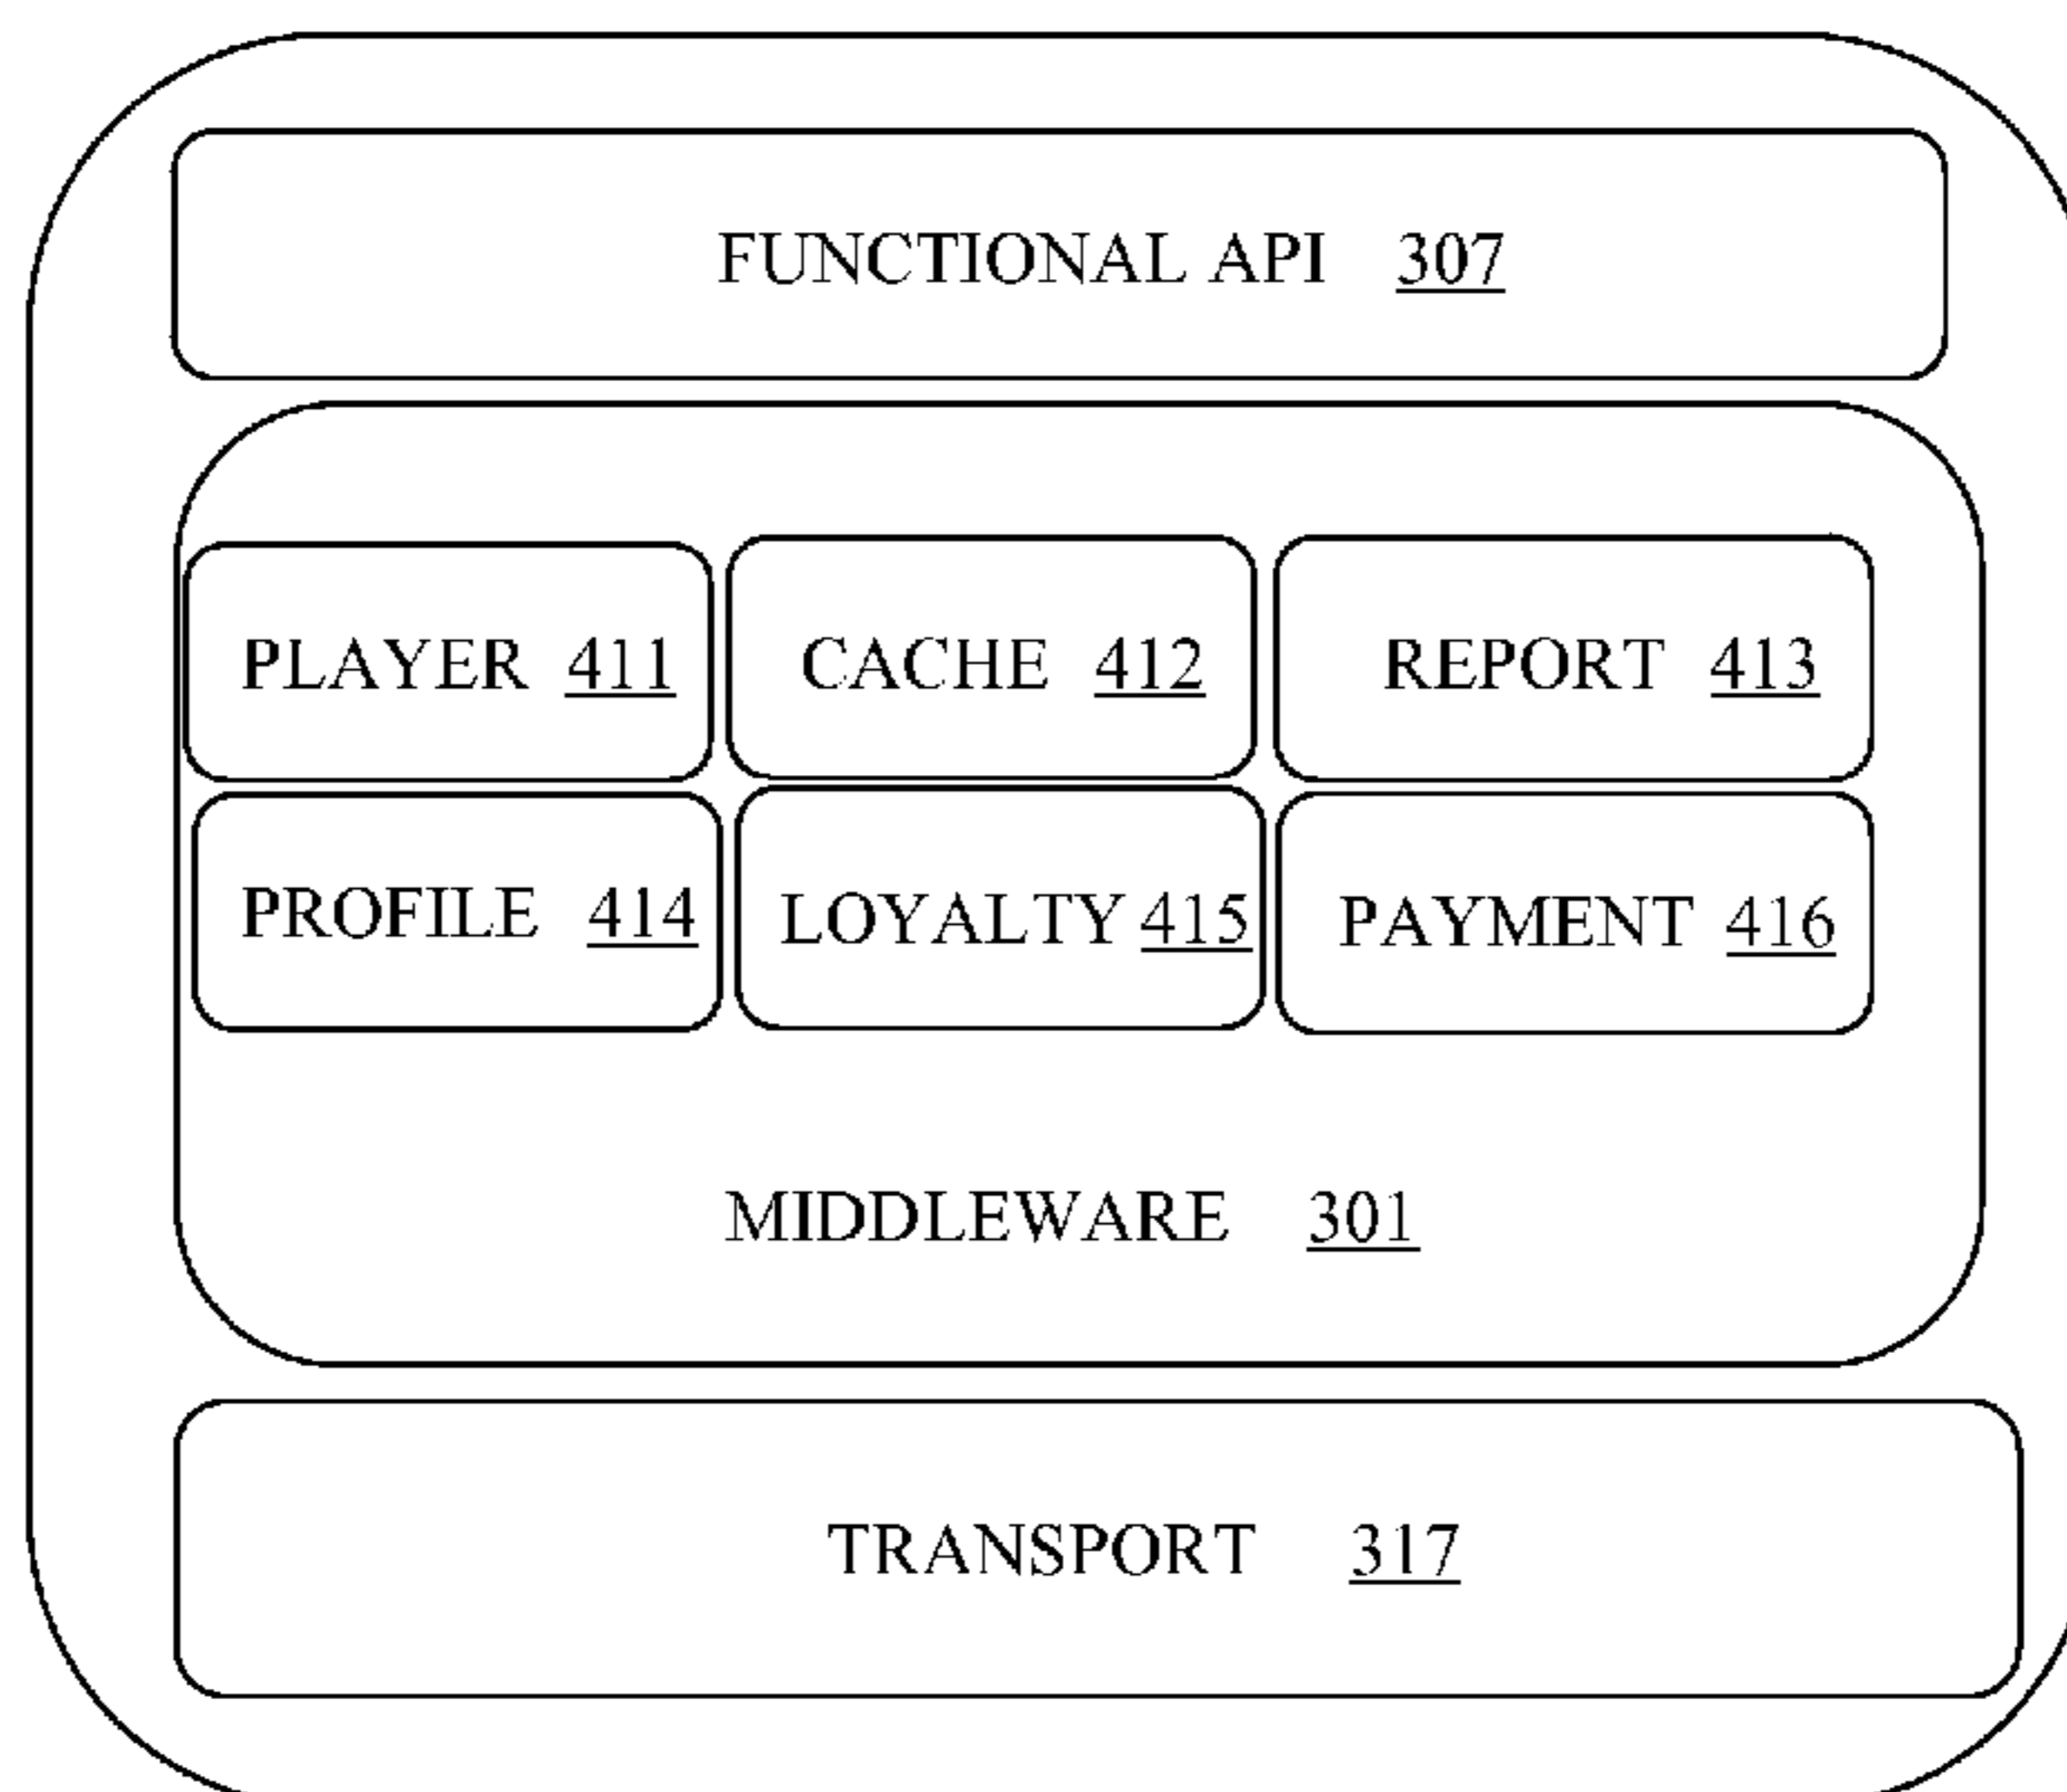 FUNCTIONAL API 307
PLAYER 411
CACHE 412
REPORT 413
PROFILE 414
LOYALTY 415
PAYMENT 416
MIDDLEWARE 301
TRANSPORT 317